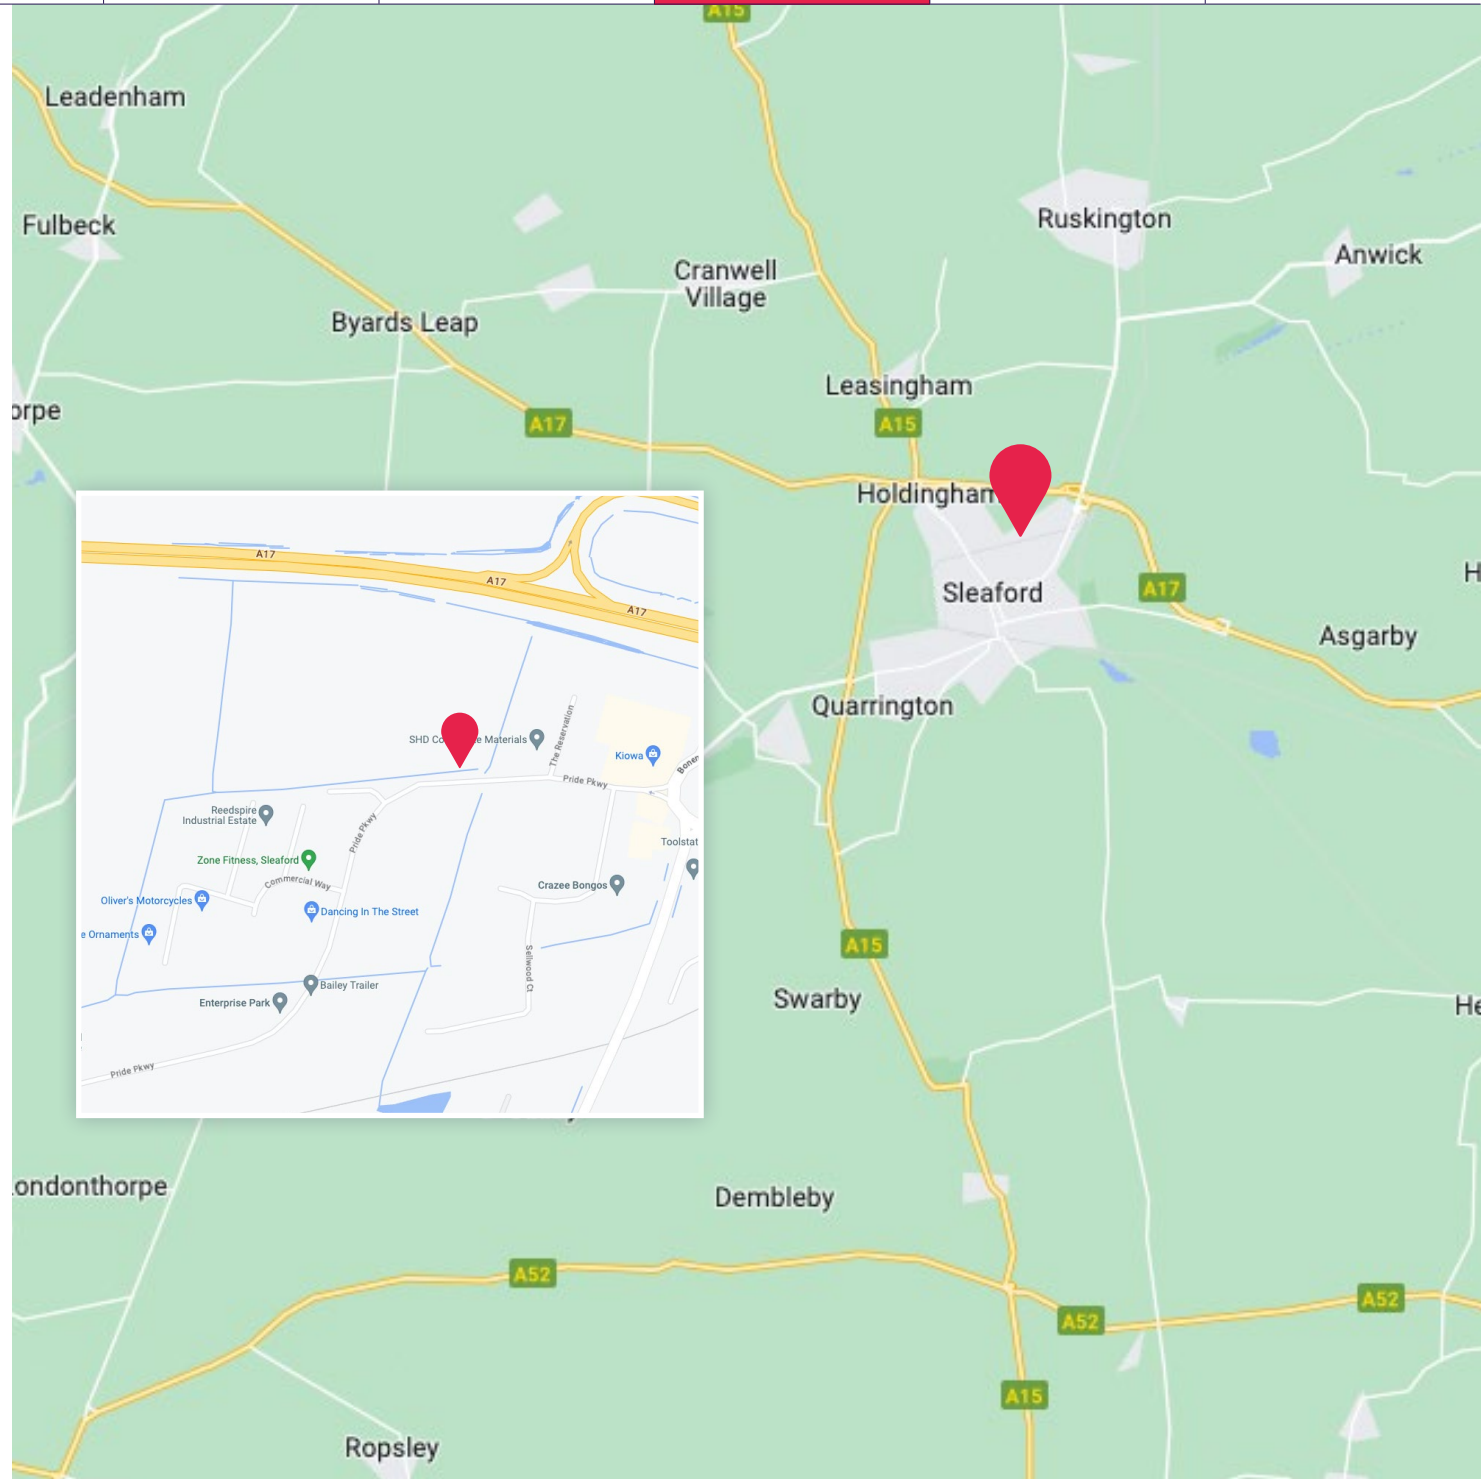 A15
Leadenham
Ruskington
Fulbeck
Anwick
Cranwell
Village
Byards Leap
Leasingham
orpe
A17
A15
Holdingham
Sleaford
A17
H
Asgarby
Quarrington
A15
Swarby
He
Londonthorpe
Dembleby
A52
A52
A52
A15
Ropsley
A17
A17
A17
The Reservation
SHD Co
e Materials
Kiowa
Pride Pkwy
Reedspire
Industrial Estate
Pride Pkwy
Toolstat
Zone Fitness, Sleaford
Commercial Way
Crazee Bongos
Oliver's Motorcycles
Dancing In The Street
e Ornaments
Sellwood Ct
Bailey Trailer
Enterprise Park
Pride Pkwy